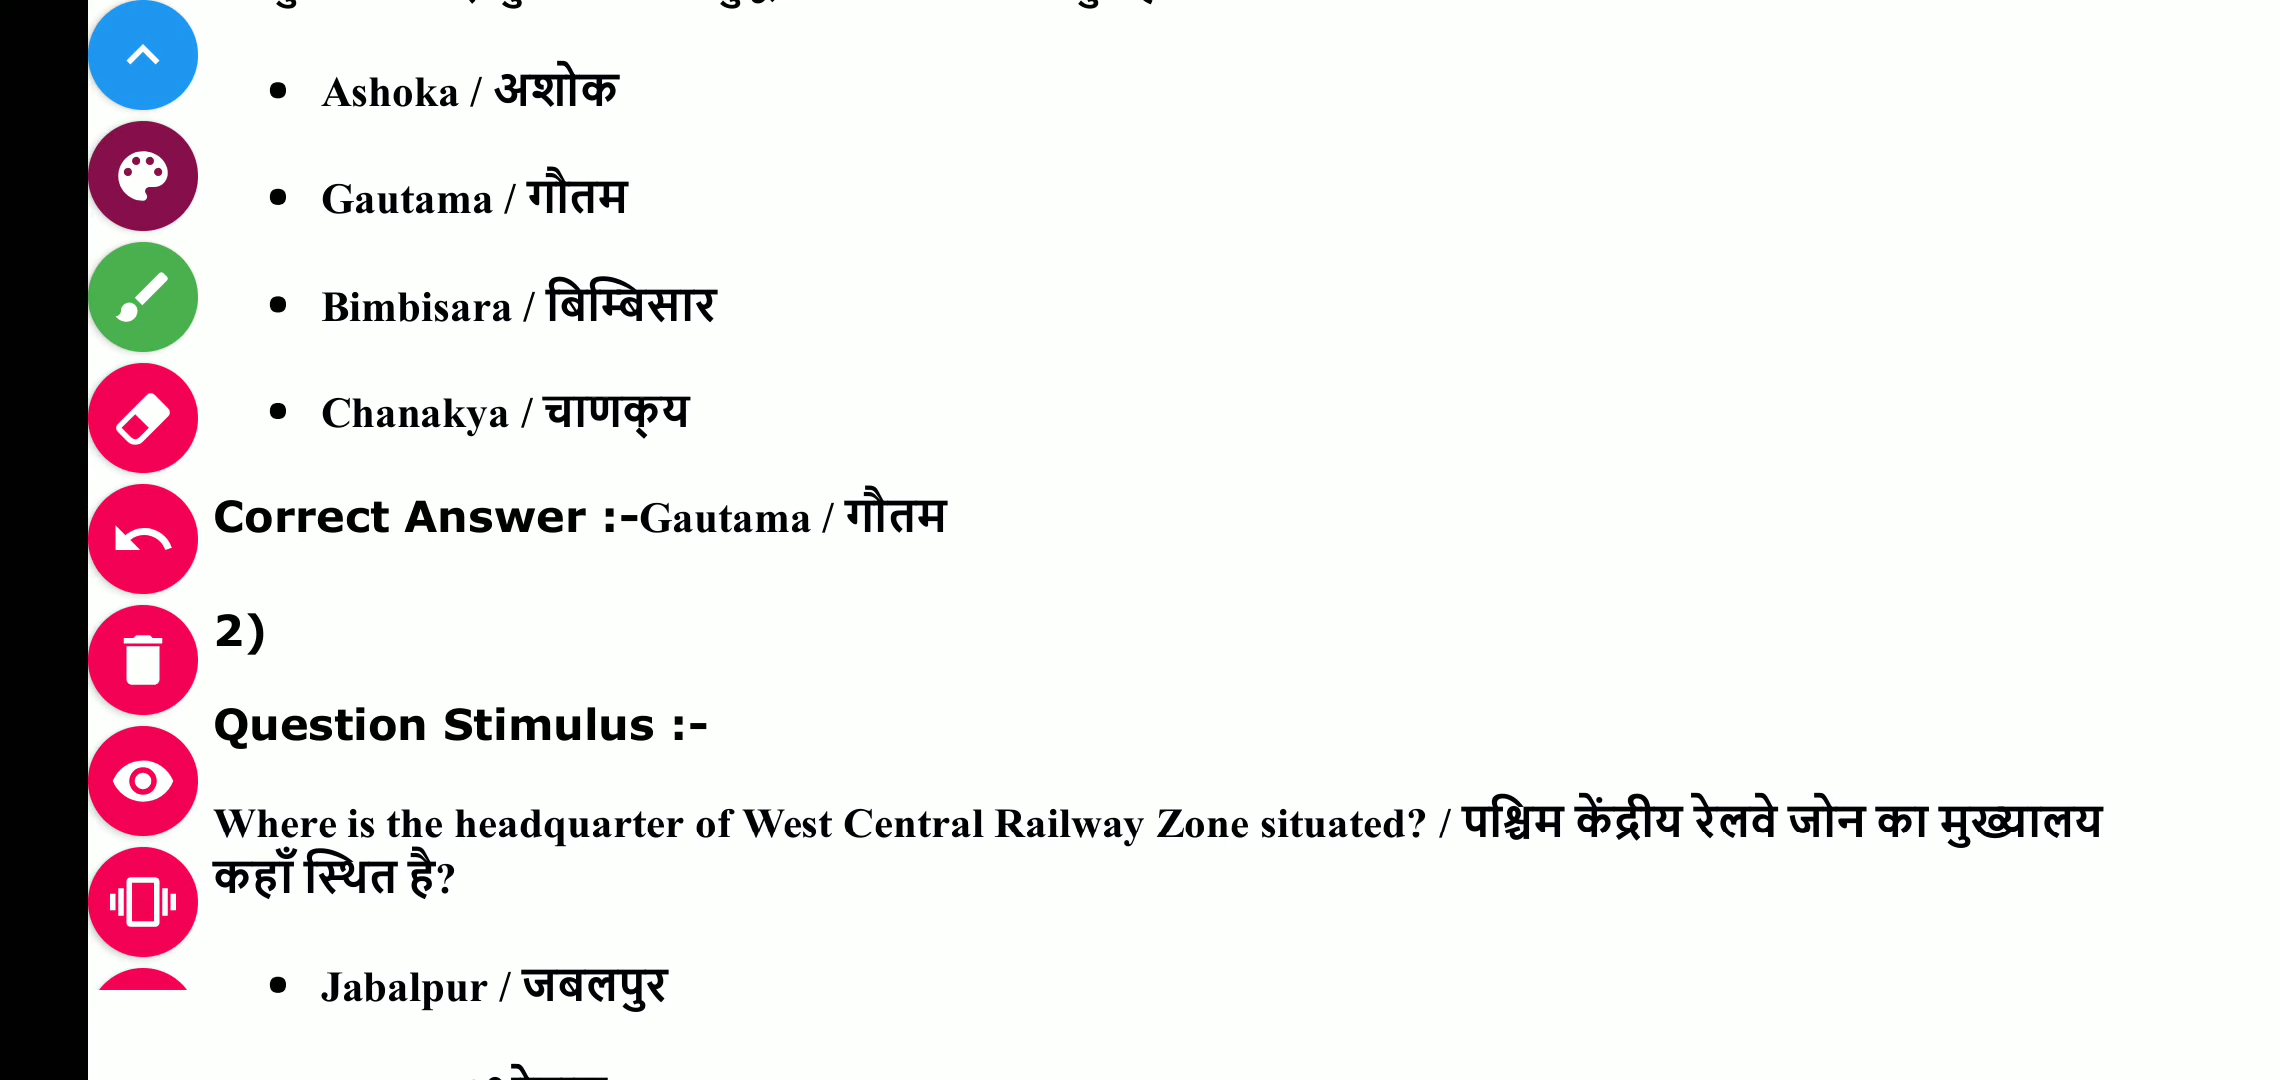 • Ashoka / अशोक
• Gautama / गौतम
• Bimbisara / बिम्बिसार
• Chanakya / चाणक्य
Correct Answer :-Gautama / गौतम
2)
Question Stimulus :-
Where is the headquarter of West Central Railway Zone situated? / पश्चिम केंद्रीय रेलवे जोन का मुख्यालय
कहाँ स्थित है?
• Jabalpur / जबलपुर